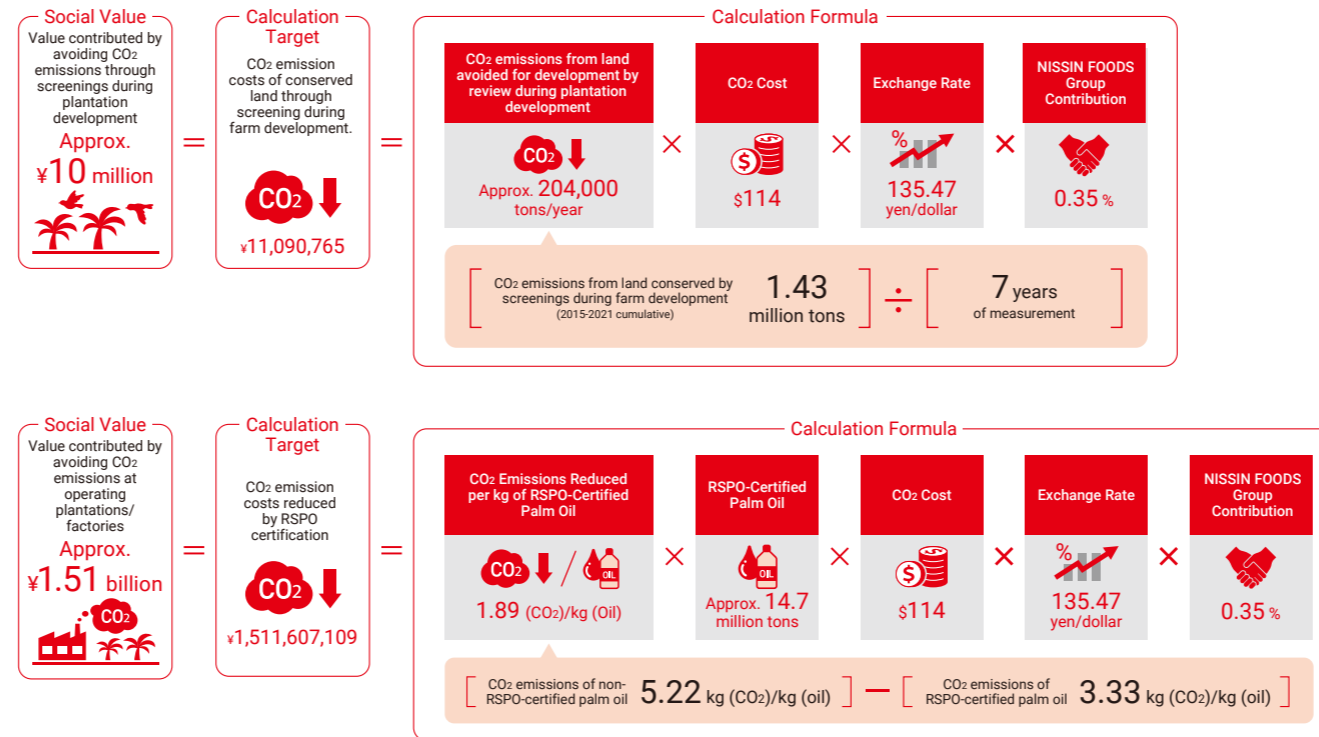 Social Value
Value contributed by
avoiding CO2
emissions through
screenings during
plantation
development
Approx.
¥10 million
=
Calculation
Target
CO2 emission
costs of conserved
land through
screening during
farm development.
CO2
¥11,090,765
=
Calculation Formula
CO2 emissions from land
avoided for development by
review during plantation
development
CO2
Approx. 204,000
tons/year
×
CO2 Cost
$
$114
×
Exchange Rate
%
135.47
yen/dollar
×
NISSIN FOODS
Group
Contribution
0.35 %
[ CO2 emissions from land conserved by
screenings during farm development
(2015-2021 cumulative)
1.43
million tons ]
÷
[ 7 years
of measurement ]
Social Value
Value contributed by
avoiding CO2
emissions at
operating
plantations/
factories
Approx.
¥1.51 billion
CO2
=
Calculation
Target
CO2 emission
costs reduced
by RSPO
certification
CO2
¥1,511,607,109
=
Calculation Formula
CO2 Emissions Reduced
per kg of RSPO-Certified
Palm Oil
CO2 / OIL
1.89 (CO2)/kg (Oil)
×
RSPO-Certified
Palm Oil
OIL
Approx. 14.7
million tons
×
CO2 Cost
$
$114
×
Exchange Rate
%
135.47
yen/dollar
×
NISSIN FOODS
Group
Contribution
0.35 %
[ CO2 emissions of non-
RSPO-certified palm oil 5.22 kg (CO2)/kg (oil) ]
−
[ CO2 emissions of
RSPO-certified palm oil 3.33 kg (CO2)/kg (oil) ]